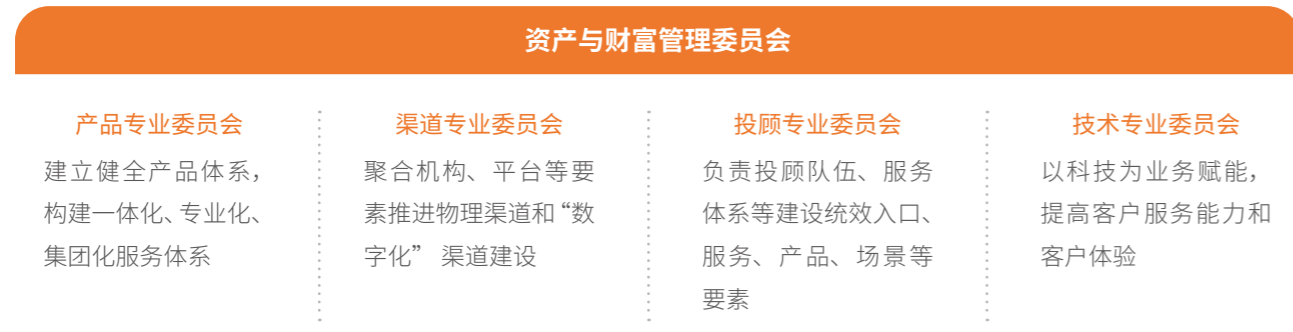 资产与财富管理委员会
产品专业委员会
建立健全产品体系，
构建一体化、专业化、
集团化服务体系
渠道专业委员会
聚合机构、平台等要
素推进物理渠道和“数
字化” 渠道建设
投顾专业委员会
负责投顾队伍、服务
体系等建设统效入口、
服务、产品、场景等
要素
技术专业委员会
以科技为业务赋能，
提高客户服务能力和
客户体验